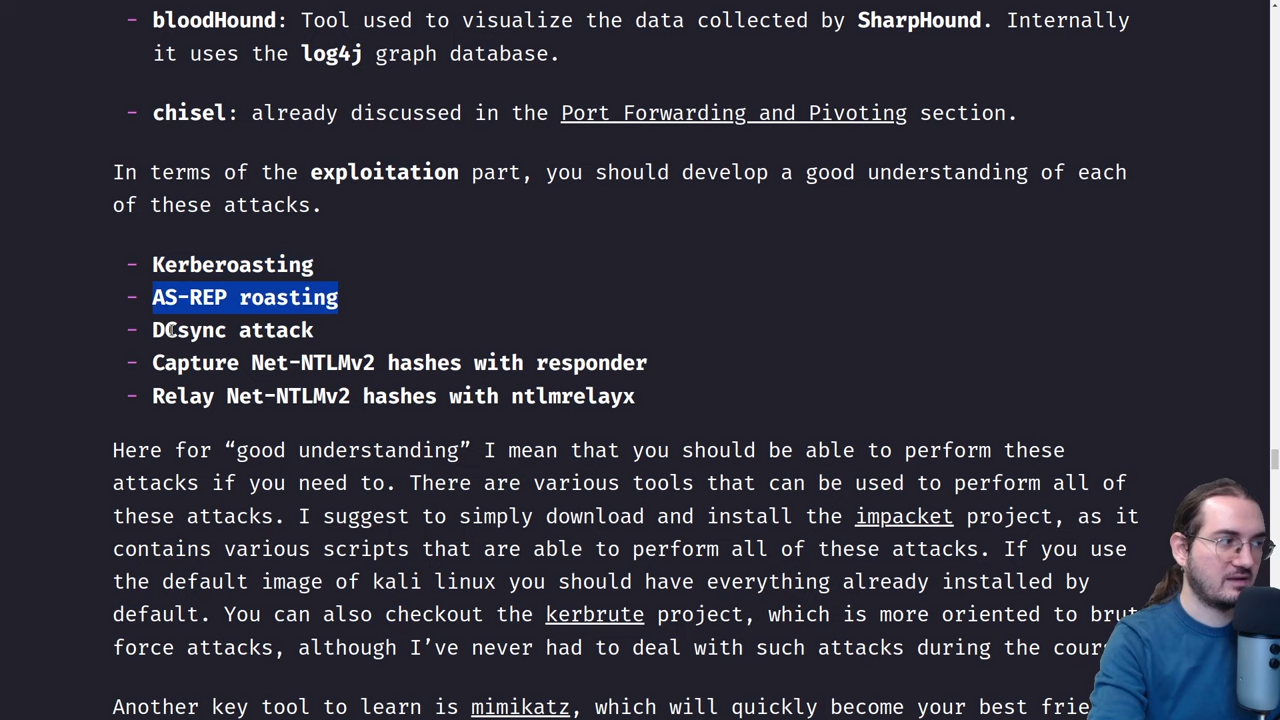 - bloodHound: Tool used to visualize the data collected by SharpHound. Internally
it uses the log4j graph database.
- chisel: already discussed in the Port Forwarding and Pivoting section.
In terms of the exploitation part, you should develop a good understanding of each
of these attacks.
- Kerberoasting
- AS-REP roasting
- DCsync attack
- Capture Net-NTLMv2 hashes with responder
- Relay Net-NTLMv2 hashes with ntlmrelayx
Here for “good understanding” I mean that you should be able to perform these
attacks if you need to. There are various tools that can be used to perform all of
these attacks. I suggest to simply download and install the impacket project, as it
contains various scripts that are able to perform all of these attacks. If you use
the default image of kali linux you should have everything already installed by
default. You can also checkout the kerbrute project, which is more oriented to
force attacks, although I’ve never had to deal with such attacks during the
Another key tool to learn is mimikatz, which will quickly become your best